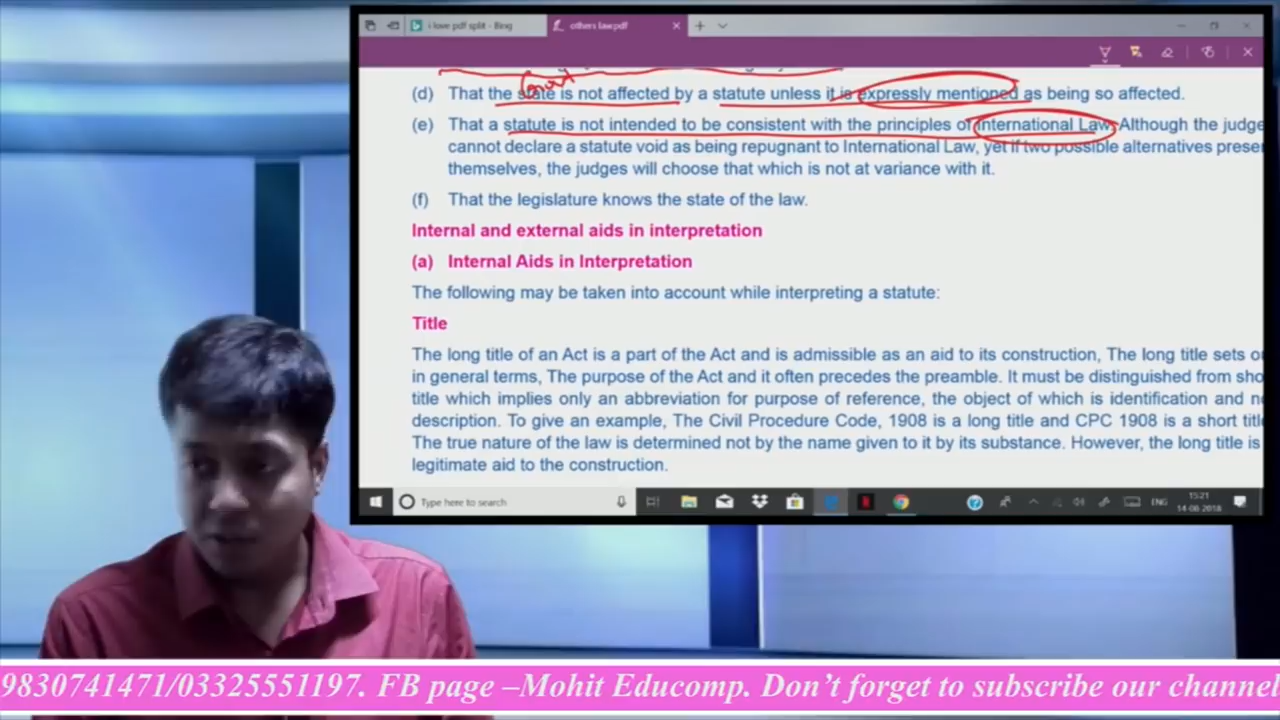 i love pdf split - Bing
others law.pdf
Govt
(d) That the state is not affected by a statute unless it is expressly mentioned as being so affected.
(e) That a statute is not intended to be consistent with the principles of International Law. Although the judge
cannot declare a statute void as being repugnant to International Law, yet if two possible alternatives prese
themselves, the judges will choose that which is not at variance with it.
(f) That the legislature knows the state of the law.
Internal and external aids in interpretation
(a) Internal Aids in Interpretation
The following may be taken into account while interpreting a statute:
Title
The long title of an Act is a part of the Act and is admissible as an aid to its construction, The long title sets o
in general terms, The purpose of the Act and it often precedes the preamble. It must be distinguished from sho
title which implies only an abbreviation for purpose of reference, the object of which is identification and n
description. To give an example, The Civil Procedure Code, 1908 is a long title and CPC 1908 is a short titl
The true nature of the law is determined not by the name given to it by its substance. However, the long title is
legitimate aid to the construction.
Type here to search
ENG
15:21
14-08-2018
9830741471/03325551197. FB page –Mohit Educomp. Don't forget to subscribe our channel